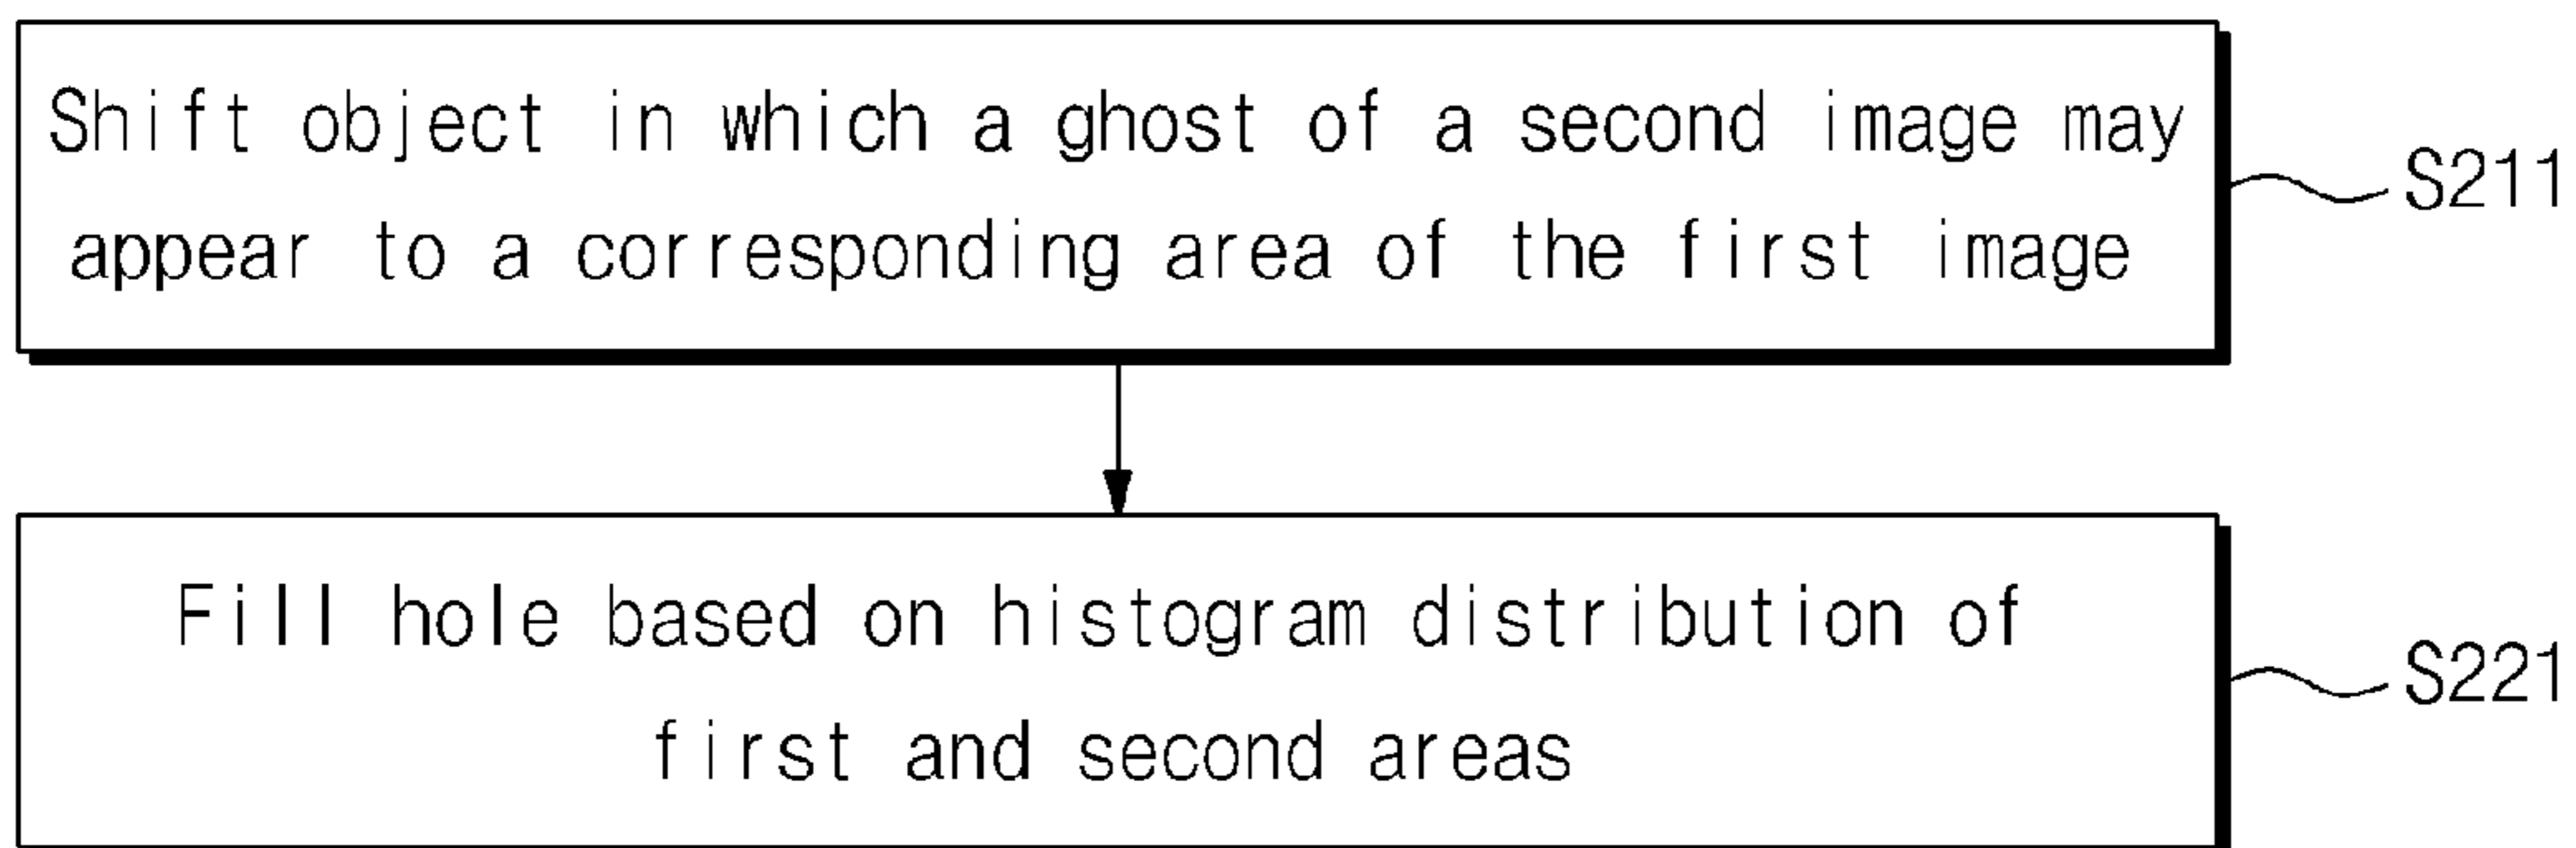 Shift object in which a ghost of a second image may
appear to a corresponding area of the first image
S211
Fill hole based on histogram distribution of
first and second areas
S221